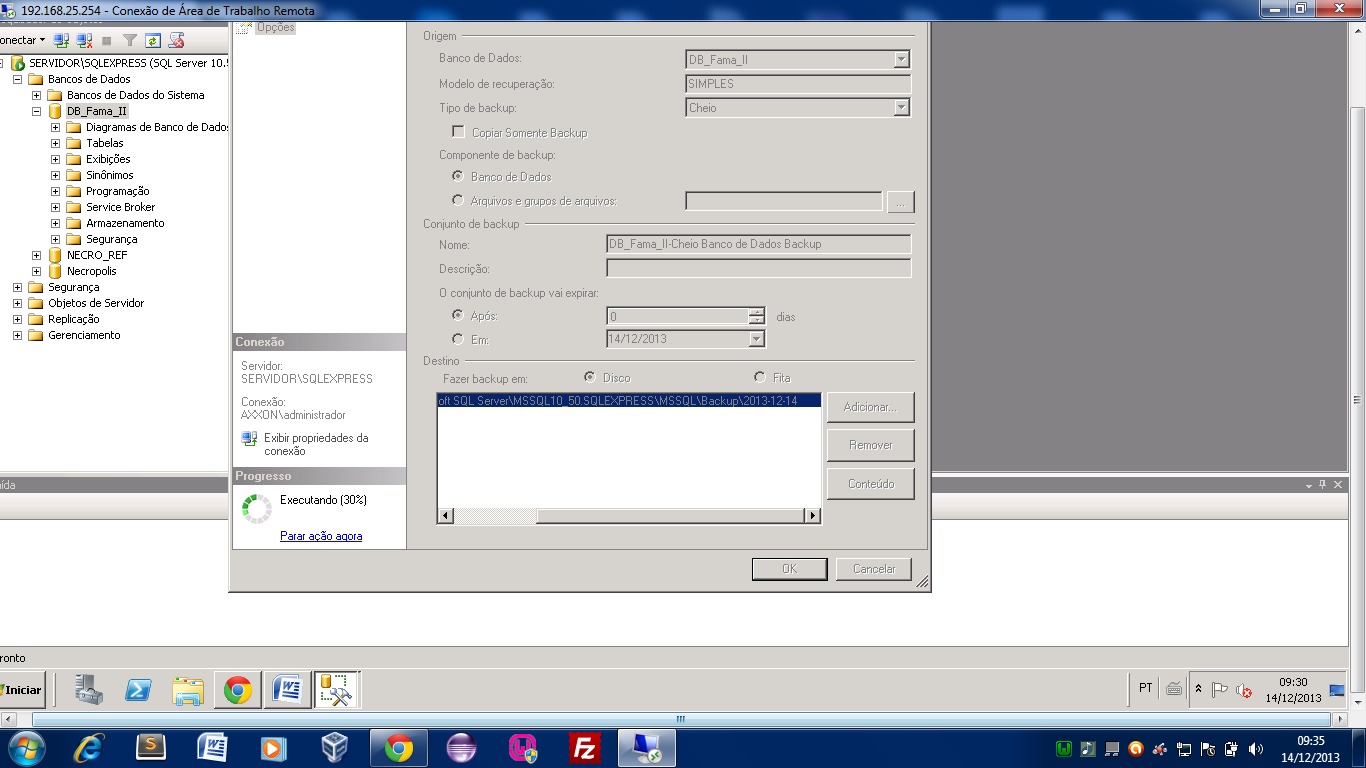 192.168.25.254 - Conexão de Área de Trabalho Remota
onectar
SERVIDOR\SQLEXPRESS (SQL Server 10.5
Bancos de Dados
Bancos de Dados do Sistema
DB_Fama_II
Diagramas de Banco de Dados
Tabelas
Exibições
Sinônimos
Programação
Service Broker
Armazenamento
Segurança
NECRO_REF
Necropolis
Segurança
Objetos de Servidor
Replicação
Gerenciamento
Opções
Conexão
Servidor:
SERVIDOR\SQLEXPRESS
Conexão:
AXXON\administrador
Exibir propriedades da
conexão
Progresso
Executando (30%)
Parar ação agora
Origem
Banco de Dados: DB_Fama_II
Modelo de recuperação: SIMPLES
Tipo de backup: Cheio
Copiar Somente Backup
Componente de backup:
Banco de Dados
Arquivos e grupos de arquivos: ...
Conjunto de backup
Nome: DB_Fama_II-Cheio Banco de Dados Backup
Descrição:
O conjunto de backup vai expirar:
Após: 0 dias
Em: 14/12/2013
Destino
Fazer backup em: Disco Fita
oft SQL Server\MSSQL10_50.SQLEXPRESS\MSSQL\Backup\2013-12-14
Adicionar...
Remover
Conteúdo
OK Cancelar
aída
ronto
Iniciar
PT
09:30
14/12/2013
09:35
14/12/2013